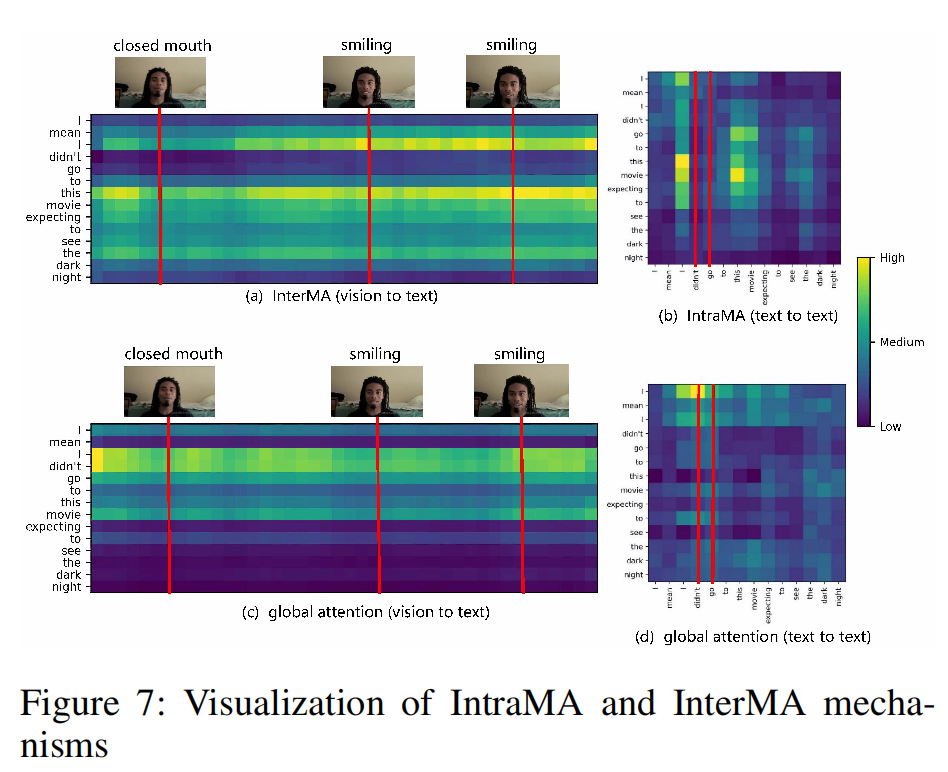 closed mouth smiling smiling
I
mean
I
didn't
go
to
this
movie
expecting
to
see
the
dark
night
(a) InterMA (vision to text)
I
mean
I
didn't
go
to
this
movie
expecting
to
see
the
dark
night
I mean I didn't go to this movie expecting to see the dark night
(b) IntraMA (text to text)
High
Medium
Low
closed mouth smiling smiling
I
mean
I
didn't
go
to
this
movie
expecting
to
see
the
dark
night
(c) global attention (vision to text)
I
mean
I
didn't
go
to
this
movie
expecting
to
see
the
dark
night
I mean I didn't go to this movie expecting to see the dark night
(d) global attention (text to text)
Figure 7: Visualization of IntraMA and InterMA mecha-
nisms